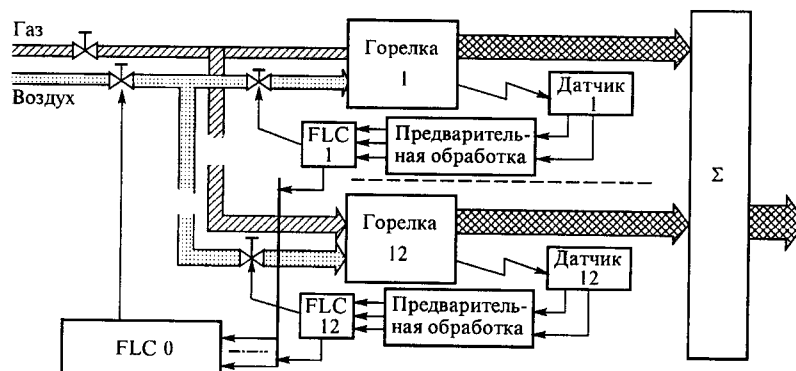 Газ
Воздух
Горелка
1
Датчик
1
FLC
1
Предваритель-
ная обработка
Σ
Горелка
12
Датчик
12
FLC
12
Предваритель-
ная обработка
FLC 0